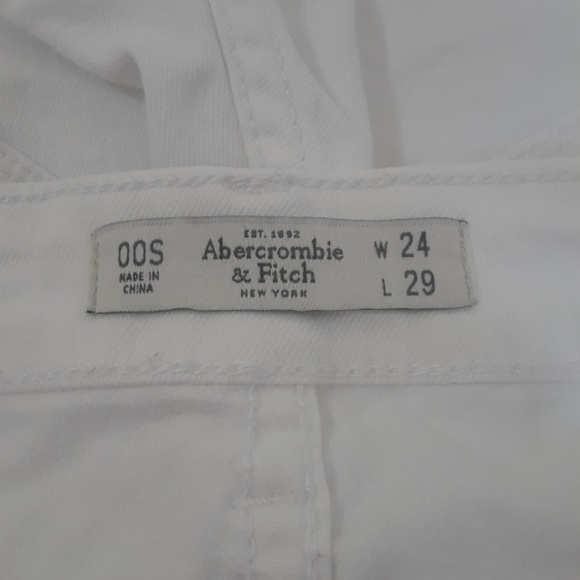 00S
MADE IN
CHINA
EST. 1892
Abercrombie
& Fitch
NEW YORK
W 24
L 29